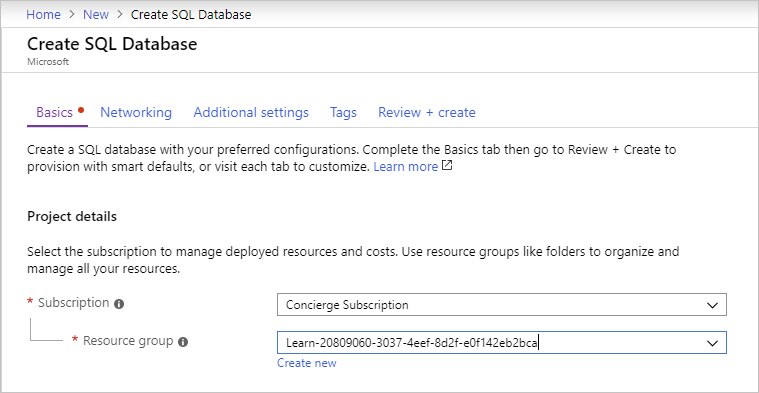 Home > New > Create SQL Database
Create SQL Database
Microsoft
Basics Networking Additional settings Tags Review + create
Create a SQL database with your preferred configurations. Complete the Basics tab then go to Review + Create to
provision with smart defaults, or visit each tab to customize. Learn more
Project details
Select the subscription to manage deployed resources and costs. Use resource groups like folders to organize and
manage all your resources.
* Subscription Concierge Subscription
* Resource group Learn-20809060-3037-4eef-8d2f-e0f142eb2bca
Create new